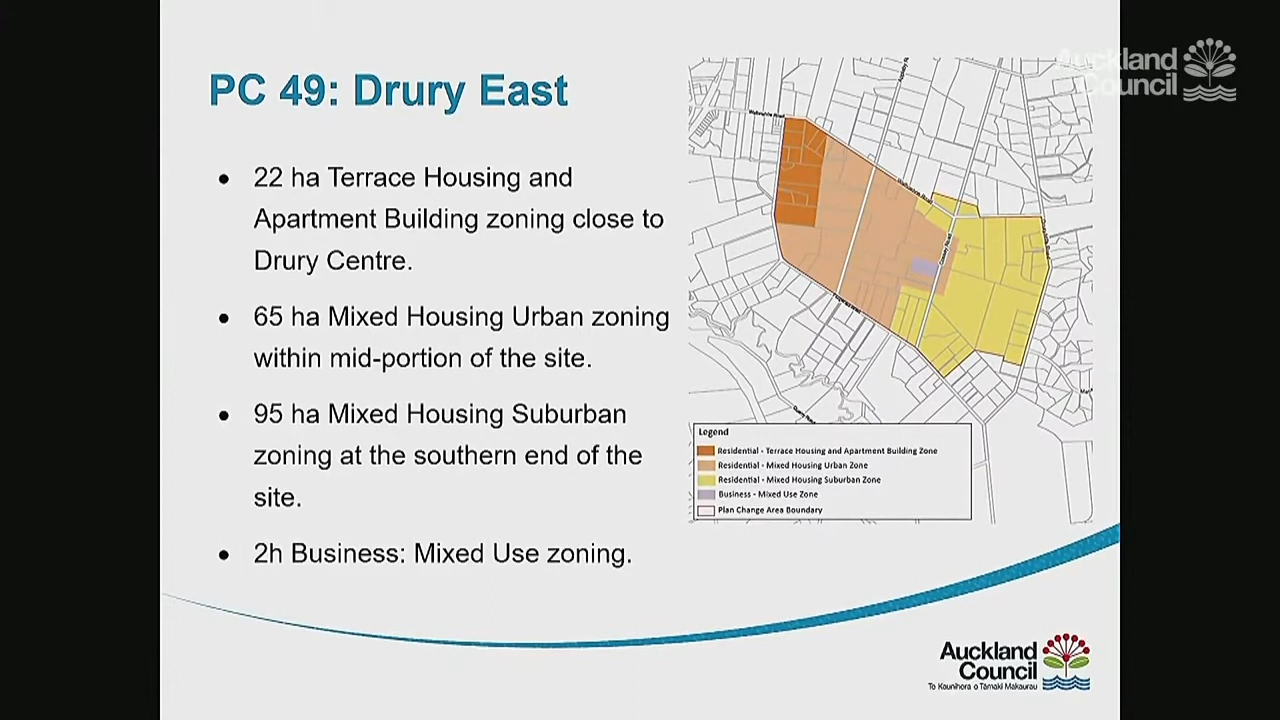 Auckland
Council
PC 49: Drury East
• 22 ha Terrace Housing and
Apartment Building zoning close to
Drury Centre.
• 65 ha Mixed Housing Urban zoning
within mid-portion of the site.
• 95 ha Mixed Housing Suburban
zoning at the southern end of the
site.
• 2h Business: Mixed Use zoning.
Legend
Residential - Terrace Housing and Apartment Building Zone
Residential - Mixed Housing Urban Zone
Residential - Mixed Housing Suburban Zone
Business - Mixed Use Zone
Plan Change Area Boundary
Auckland
Council
Te Kaunihera o Tāmaki Makaurau